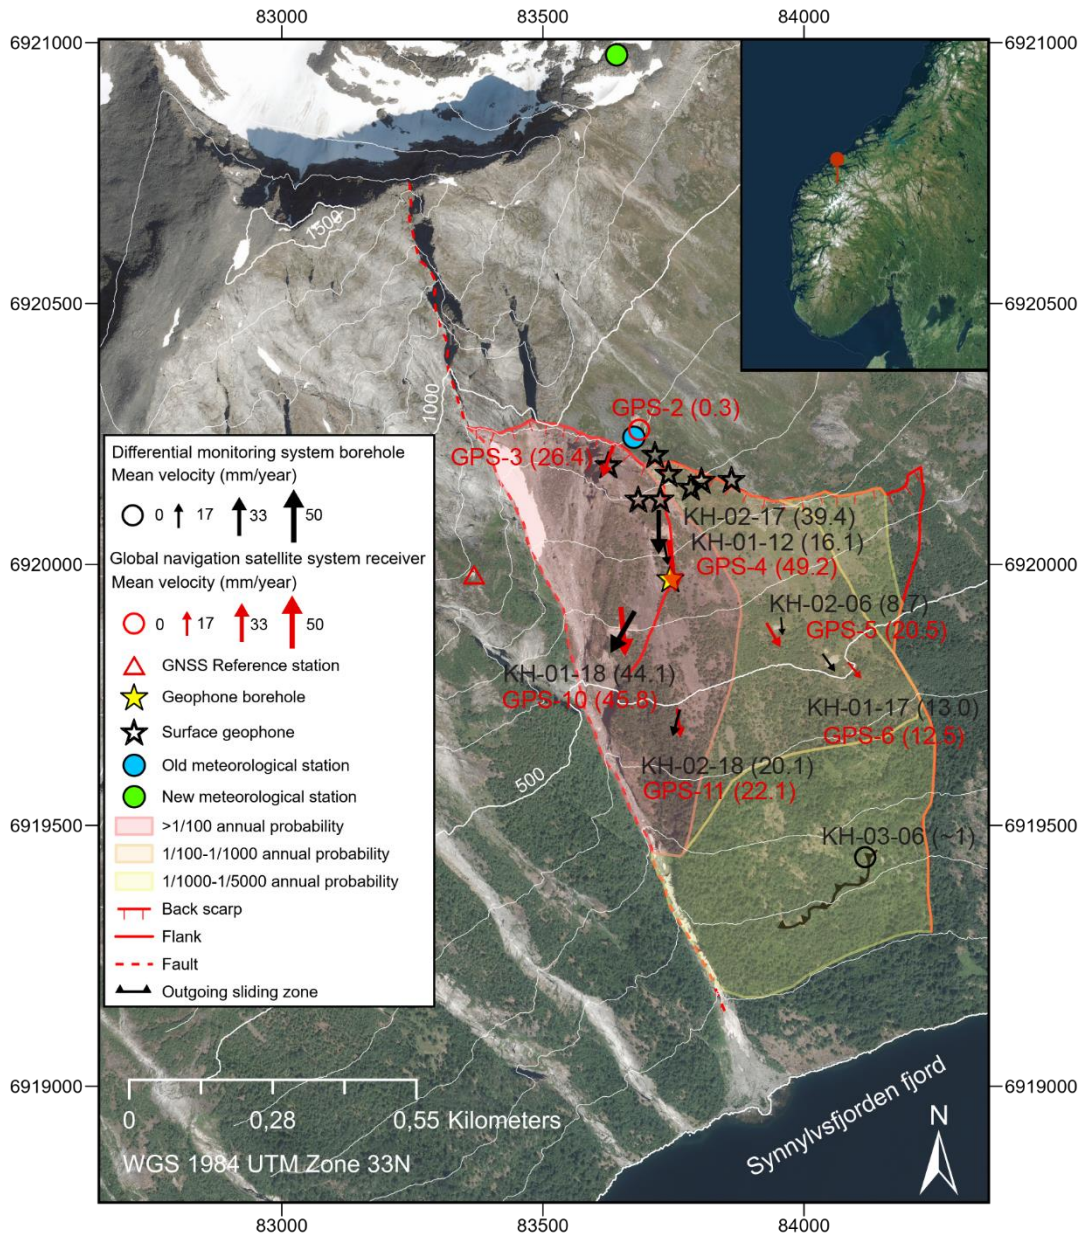 83000 83500 84000
6921000 6921000
1500
6920500 6920500
1000
GPS-2 (0.3)
GPS-3 (26.4)
KH-02-17 (39.4)
KH-01-12 (16.1)
GPS-4 (49.2)
6920000 6920000
KH-02-06 (8.7)
GPS-5 (20.5)
KH-01-18 (44.1)
GPS-10 (45.8)
KH-01-17 (13.0)
GPS-6 (12.5)
KH-02-18 (20.1)
GPS-11 (22.1)
500
6919500 6919500
KH-03-06 (~1)
Differential monitoring system borehole
Mean velocity (mm/year)
0 17 33 50
Global navigation satellite system receiver
Mean velocity (mm/year)
0 17 33 50
GNSS Reference station
Geophone borehole
Surface geophone
Old meteorological station
New meteorological station
>1/100 annual probability
1/100-1/1000 annual probability
1/1000-1/5000 annual probability
Back scarp
Flank
Fault
Outgoing sliding zone
6919000 6919000
0 0,28 0,55 Kilometers
WGS 1984 UTM Zone 33N
Synnylvsfjorden fjord
N
83000 83500 84000